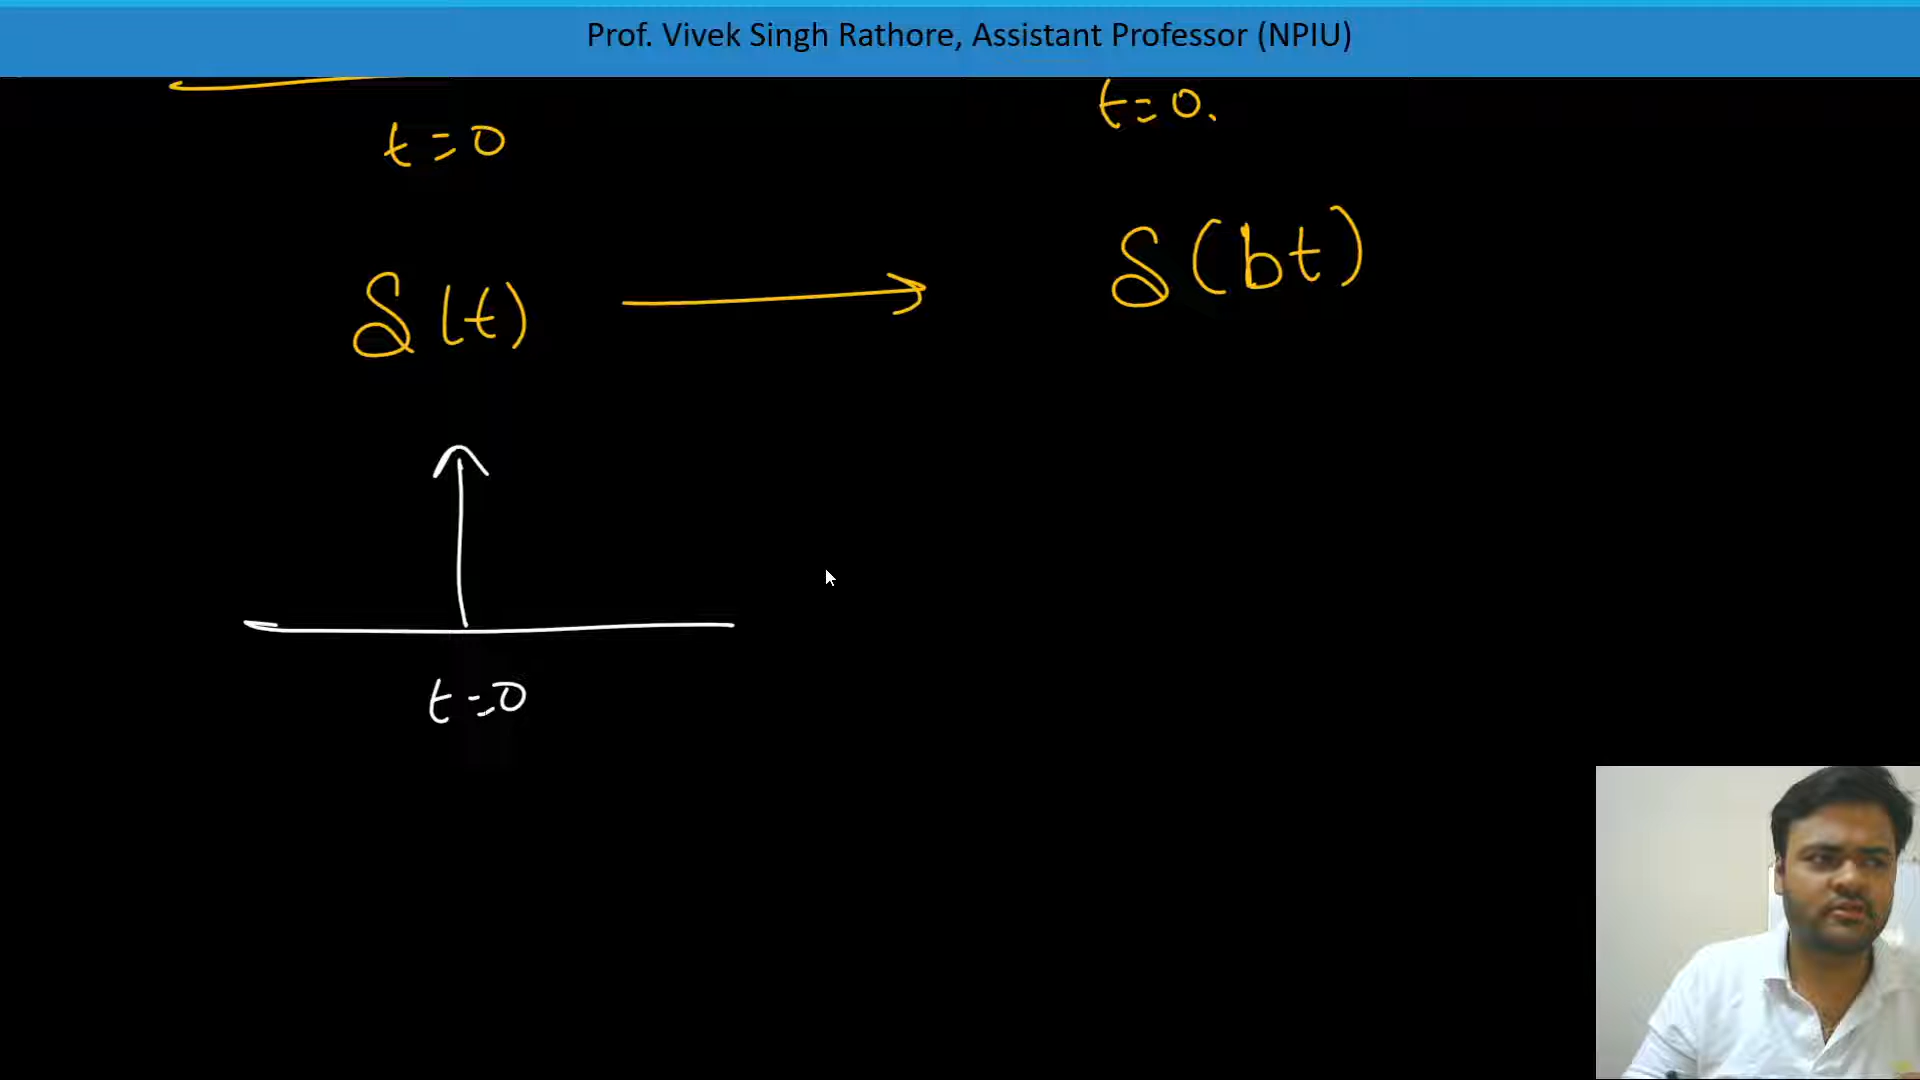 Prof. Vivek Singh Rathore, Assistant Professor (NPIU)
t=0 t=0.
δ(t) → δ(bt)
t=0